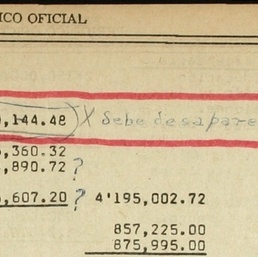 ICO OFICIAL
,144.48 X debe desapare
,360.32
,890.72 ?
,607.20 ? 4'195,002.72
857,225.00
875,995.00